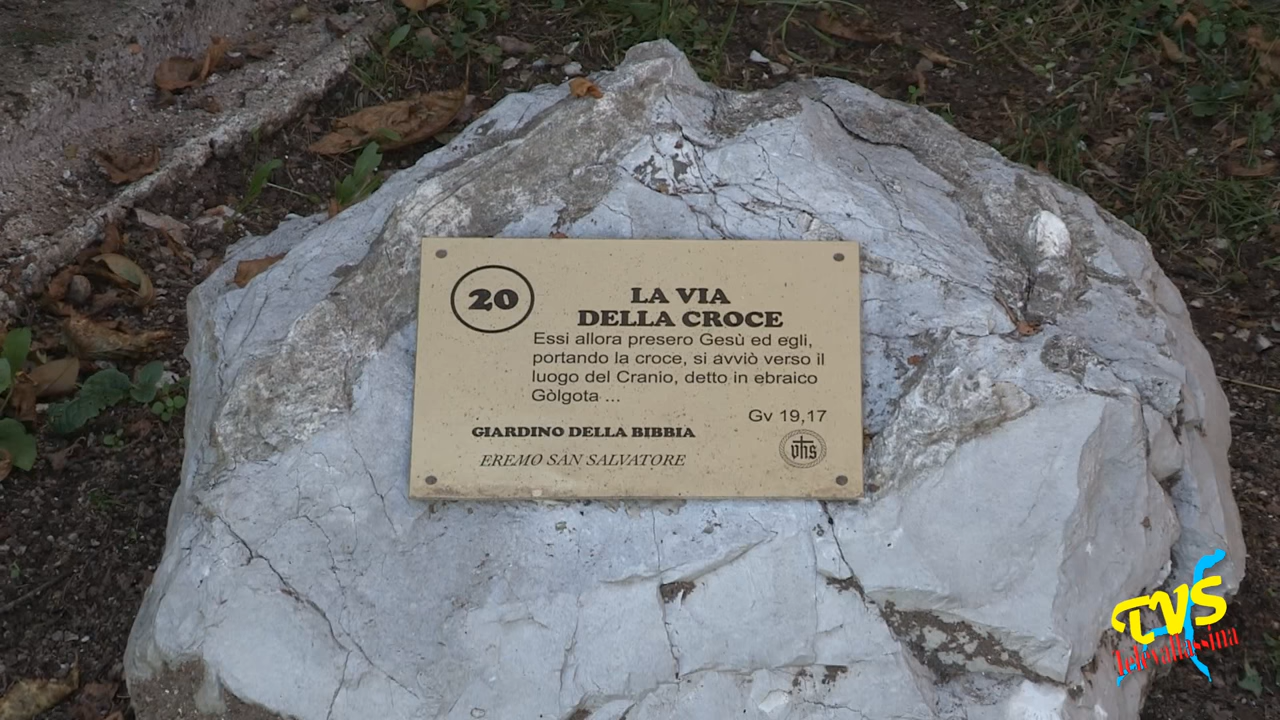 20
LA VIA
DELLA CROCE
Essi allora presero Gesù ed egli,
portando la croce, si avviò verso il
luogo del Cranio, detto in ebraico
Gòlgota ...
Gv 19,17
GIARDINO DELLA BIBBIA
EREMO SAN SALVATORE
yhs
TVS
Televallassina